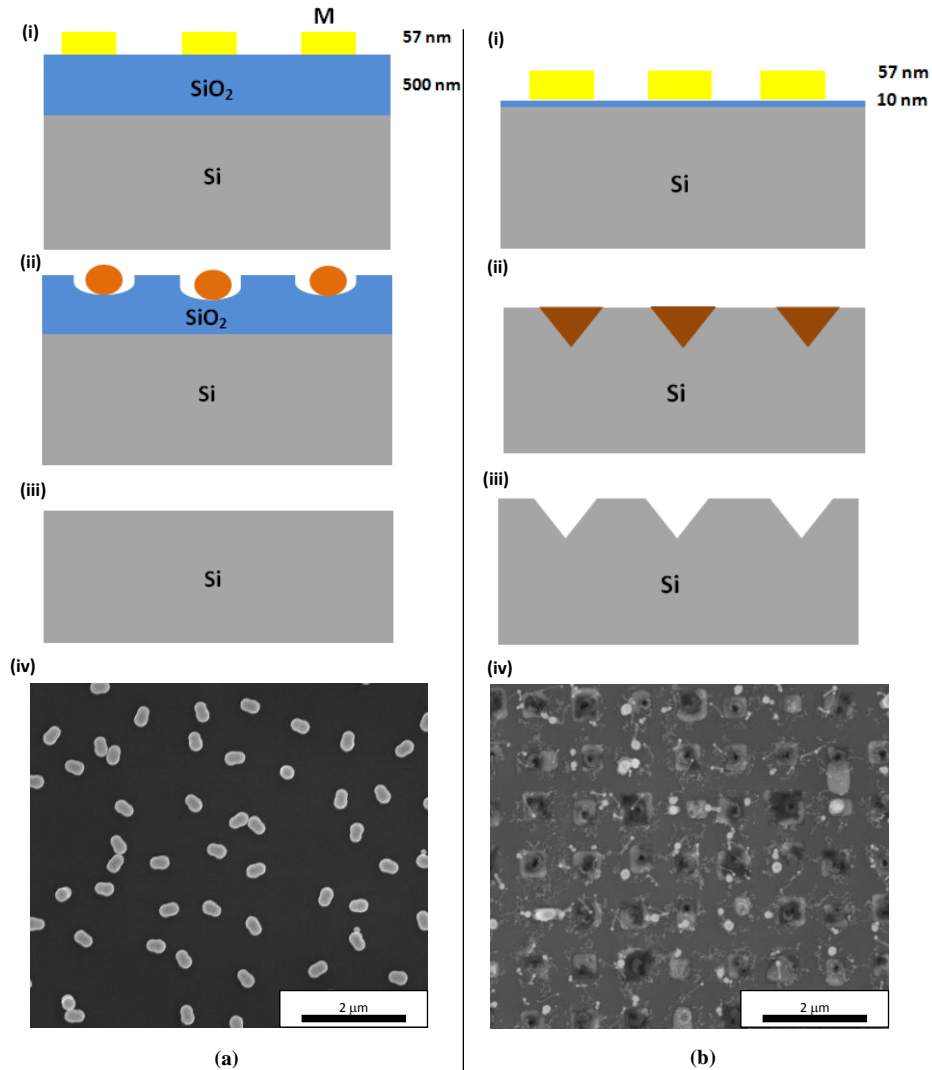 M
(i)
57 nm
SiO2
500 nm
Si
(ii)
SiO2
Si
(iii)
Si
(iv)
2 μm
(a)
(i)
57 nm
10 nm
Si
(ii)
Si
(iii)
Si
(iv)
2 μm
(b)